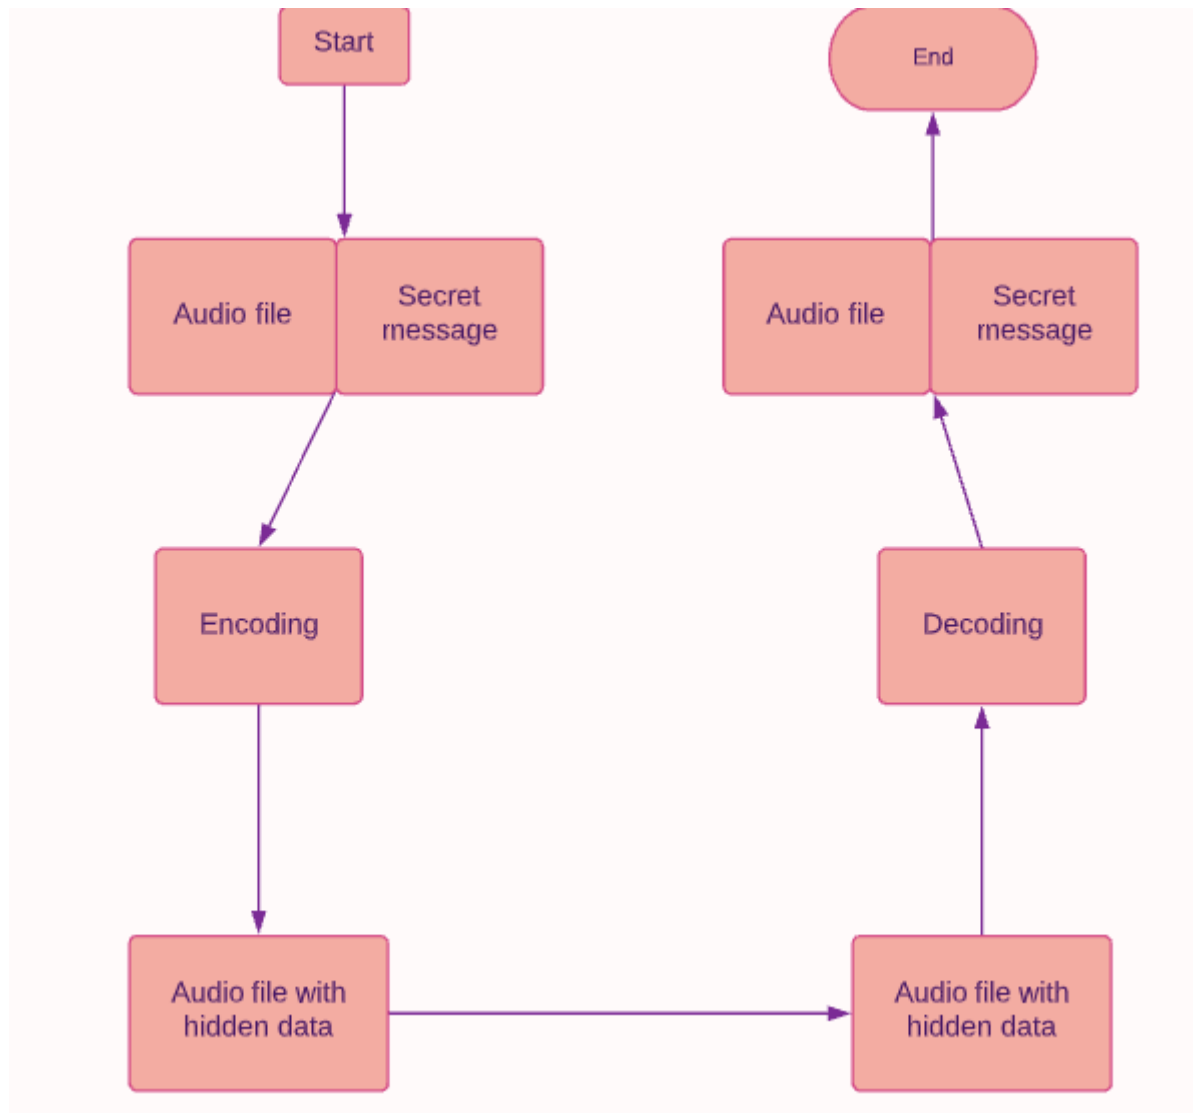 Start
End
Audio file
Secret
message
Audio file
Secret
message
Encoding
Decoding
Audio file with
hidden data
Audio file with
hidden data